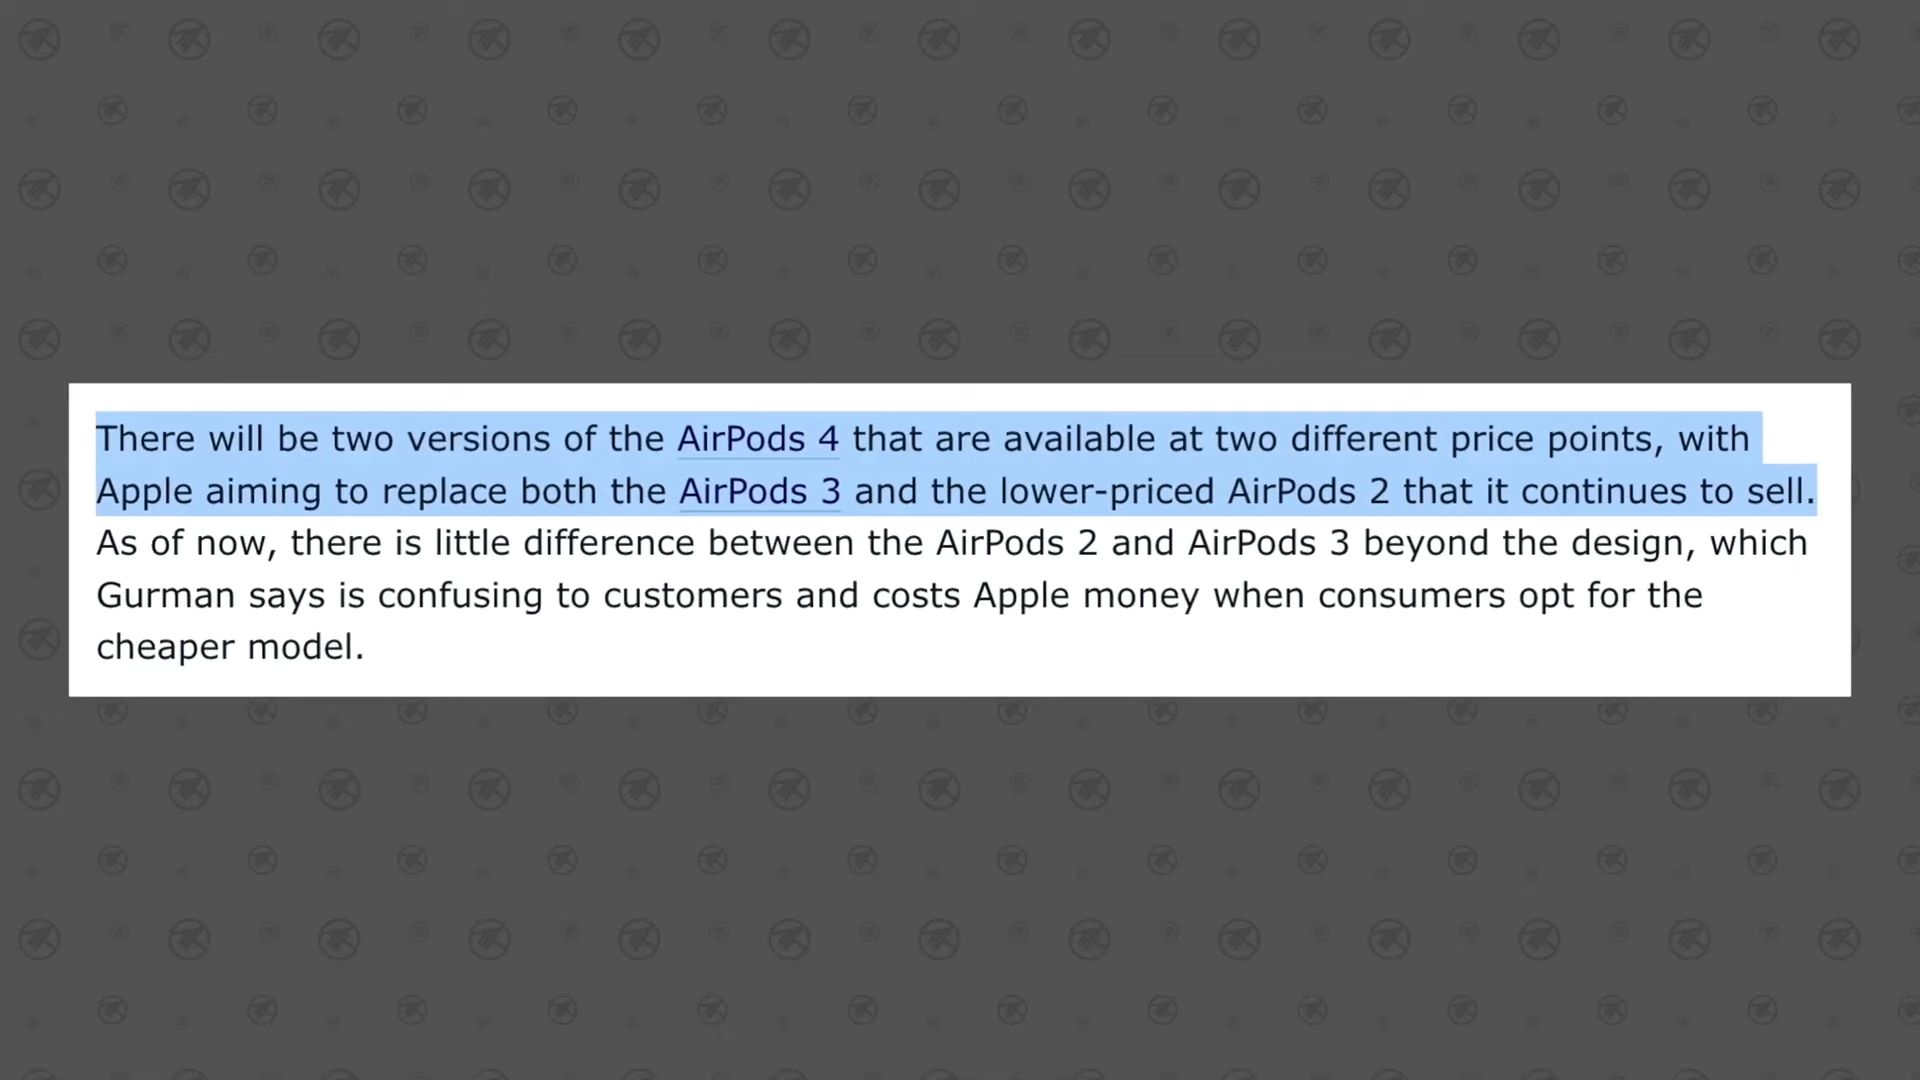 There will be two versions of the AirPods 4 that are available at two different price points, with
Apple aiming to replace both the AirPods 3 and the lower-priced AirPods 2 that it continues to sell.
As of now, there is little difference between the AirPods 2 and AirPods 3 beyond the design, which
Gurman says is confusing to customers and costs Apple money when consumers opt for the
cheaper model.